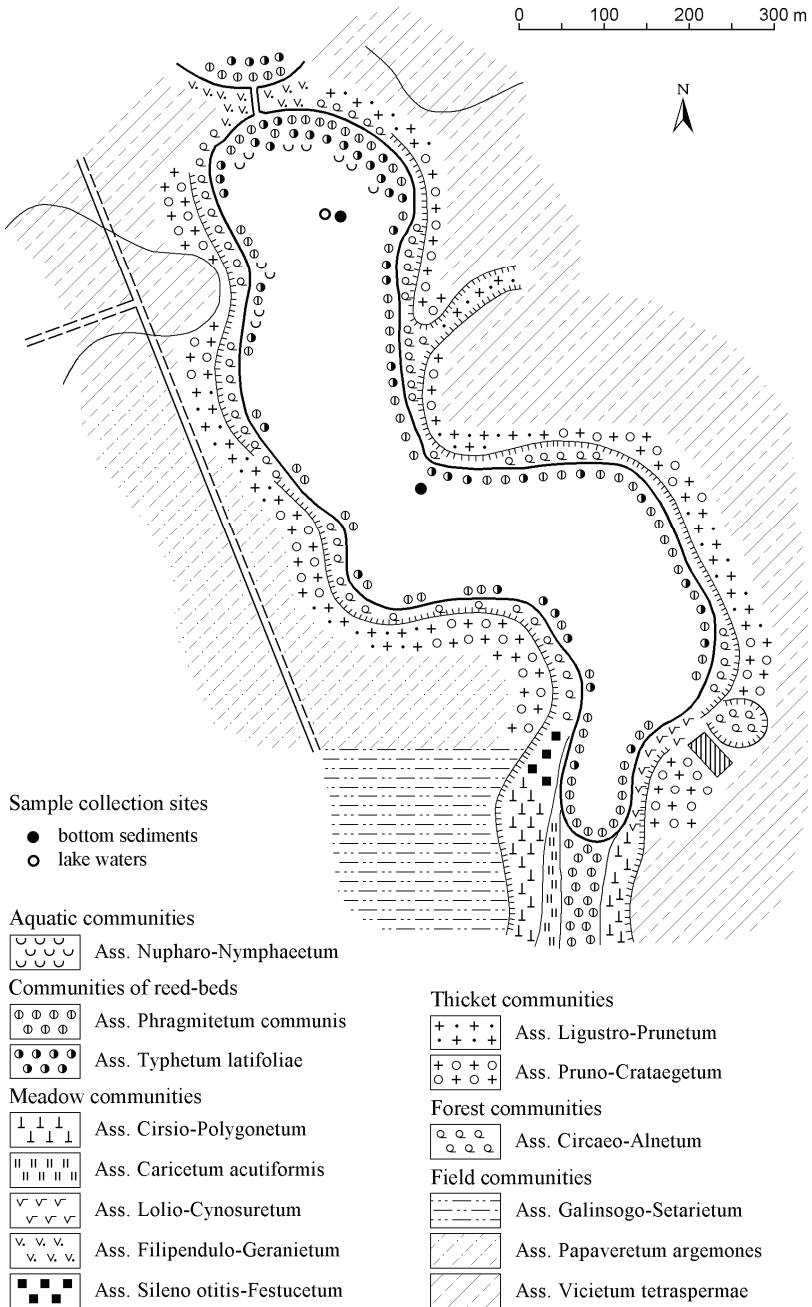 0 100 200 300 m
N
Sample collection sites
bottom sediments
lake waters
Aquatic communities
Ass. Nupharo-Nymphaeetum
Communities of reed-beds
Ass. Phragmitetum communis
Ass. Typhetum latifoliae
Meadow communities
Ass. Cirsio-Polygonetum
Ass. Caricetum acutiformis
Ass. Lolio-Cynosuretum
Ass. Filipendulo-Geranietum
Ass. Sileno otitis-Festucetum
Thicket communities
Ass. Ligustro-Prunetum
Ass. Pruno-Crataegetum
Forest communities
Ass. Circaeo-Alnetum
Field communities
Ass. Galinsogo-Setarietum
Ass. Papaveretum argemones
Ass. Vicietum tetraspermae